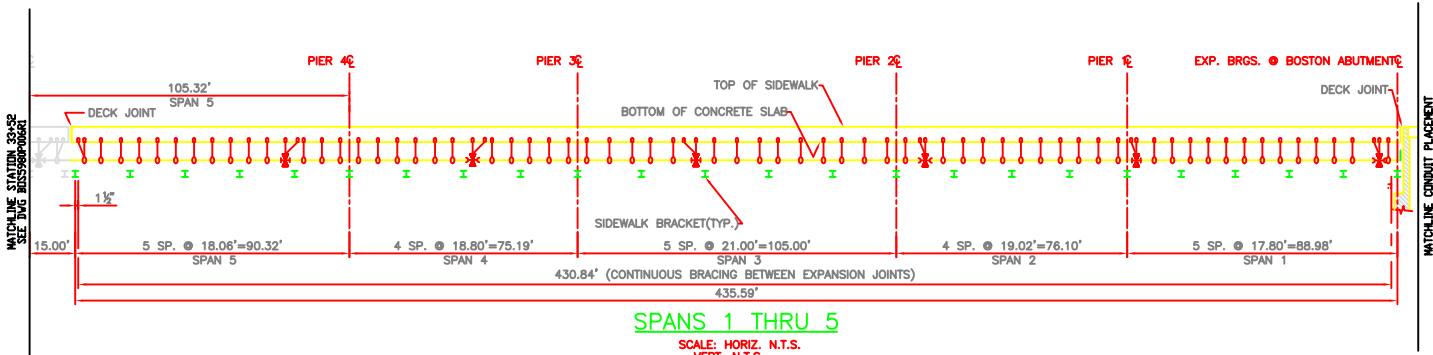 PIER 4 PIER 3 PIER 2 PIER 1 EXP. BRGS. @ BOSTON ABUTMENT
105.32'
SPAN 5
TOP OF SIDEWALK
DECK JOINT
DECK JOINT
BOTTOM OF CONCRETE SLAB
MATCHLINE STATION 33+52
MATCHLINE CONDUIT PLACEMENT
1½"
SIDEWALK BRACKET(TYP.)
15.00' 5 SP. @ 18.06'=90.32' 4 SP. @ 18.80'=75.19' 5 SP. @ 21.00'=105.00' 4 SP. @ 19.02'=76.10' 5 SP. @ 17.80'=88.98'
SPAN 5 SPAN 4 SPAN 3 SPAN 2 SPAN 1
430.84' (CONTINUOUS BRACING BETWEEN EXPANSION JOINTS)
435.59'
SPANS 1 THRU 5
SCALE: HORIZ. N.T.S.
VERT. N.T.S.